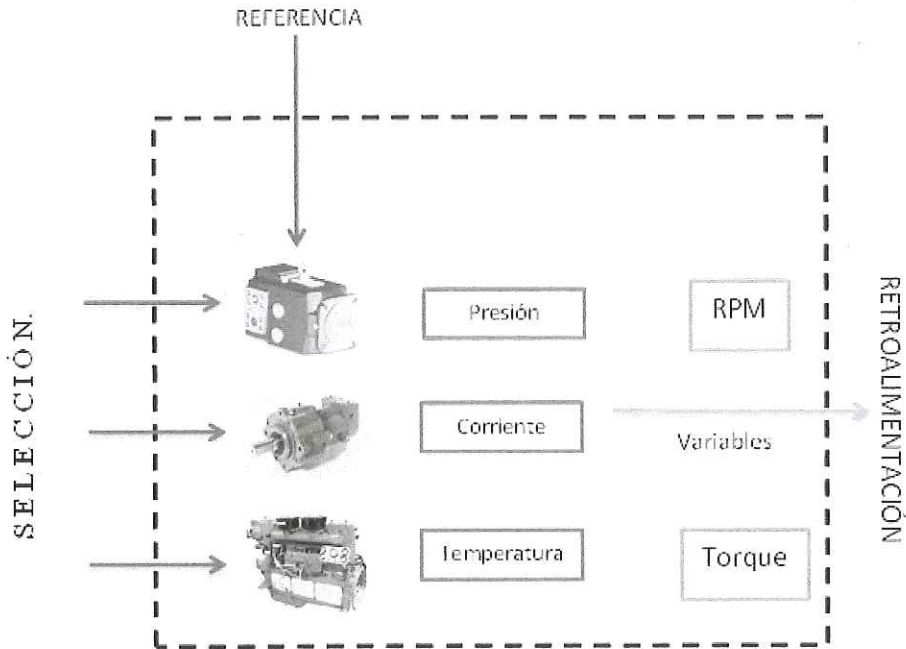 REFERENCIA
SELECCIÓN.
Presión
RPM
Corriente
Variables
Temperatura
Torque
RETROALIMENTACIÓN